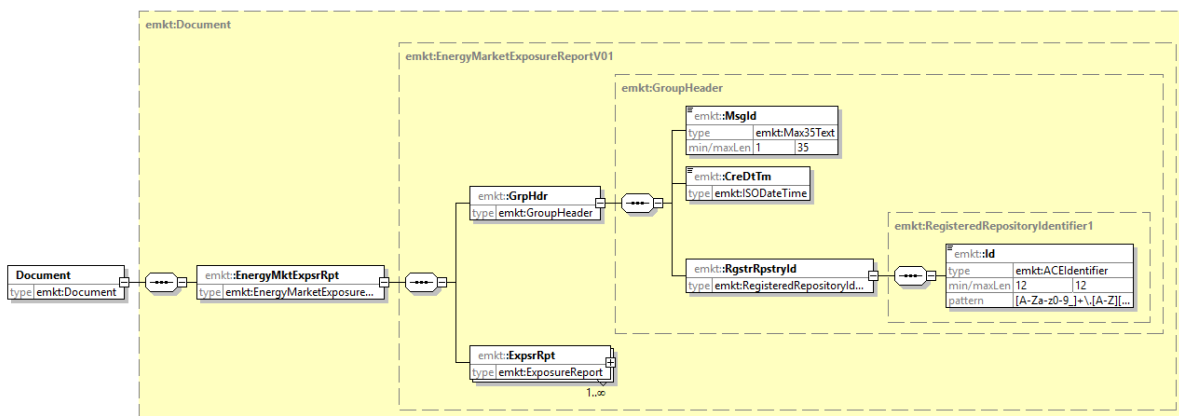 emkt:Document
emkt:EnergyMarketExposureReportV01
emkt:GroupHeader
emkt::MsgId
type emkt:Max35Text
min/maxLen 1 35
emkt::CreDtTm
type emkt:ISODateTime
emkt::GrpHdr
type emkt:GroupHeader
emkt:RegisteredRepositoryIdentifier1
emkt::Id
type emkt:ACEIdentifier
min/maxLen 12 12
pattern [A-Za-z0-9_]+\.[A-Z][...
emkt::RgstrRpstryId
type emkt:RegisteredRepositoryId...
Document
type emkt:Document
emkt::EnergyMktExpsrRpt
type emkt:EnergyMarketExposure...
emkt::ExpsrRpt
type emkt:ExposureReport
1..∞